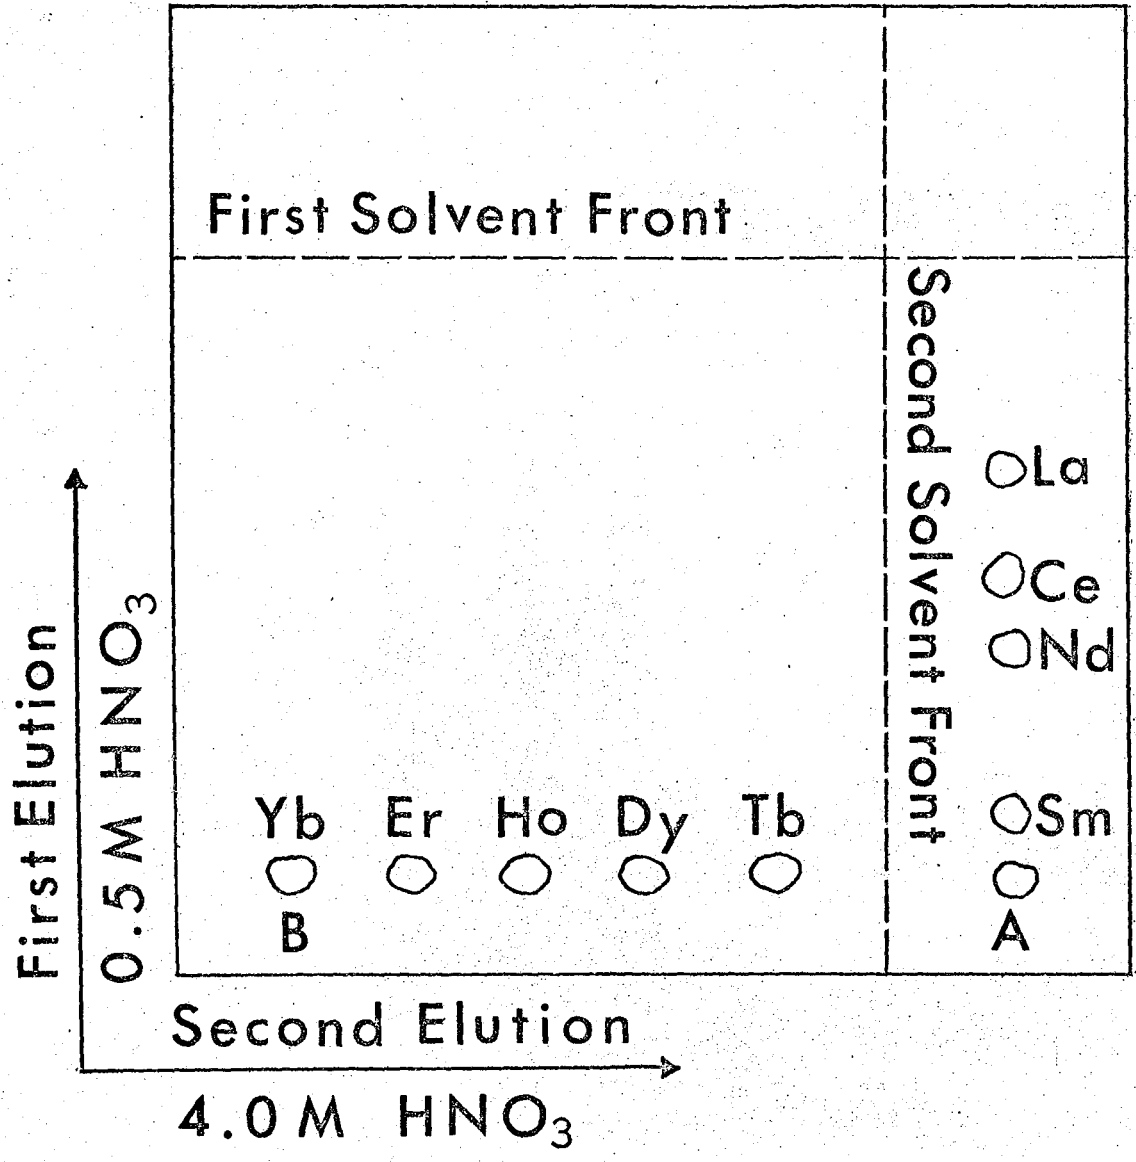 First Solvent Front
Second Solvent Front
La
Ce
Nd
Sm
A
Yb Er Ho Dy Tb
B
First Elution
0.5 M HNO3
Second Elution
4.0 M HNO3